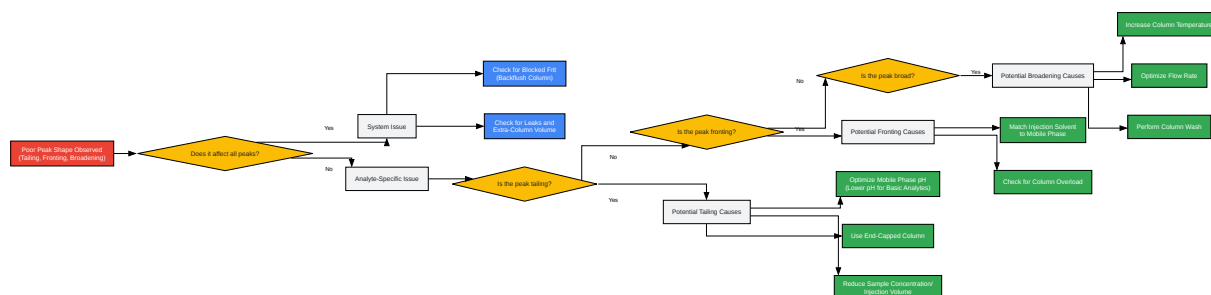 Increase Column Temperature
Is the peak broad?
No
Yes
Potential Broadening Causes
Optimize Flow Rate
Check for Blocked Frit
(Backflush Column)
System Issue
Check for Leaks and
Extra-Column Volume
Yes
Is the peak fronting?
Yes
Potential Fronting Causes
Match Injection Solvent
to Mobile Phase
Perform Column Wash
Poor Peak Shape Observed
(Tailing, Fronting, Broadening)
Does it affect all peaks?
No
No
Analyte-Specific Issue
Is the peak tailing?
Yes
Optimize Mobile Phase pH
(Lower pH for Basic Analytes)
Check for Column Overload
Potential Tailing Causes
Use End-Capped Column
Reduce Sample Concentration/
Injection Volume